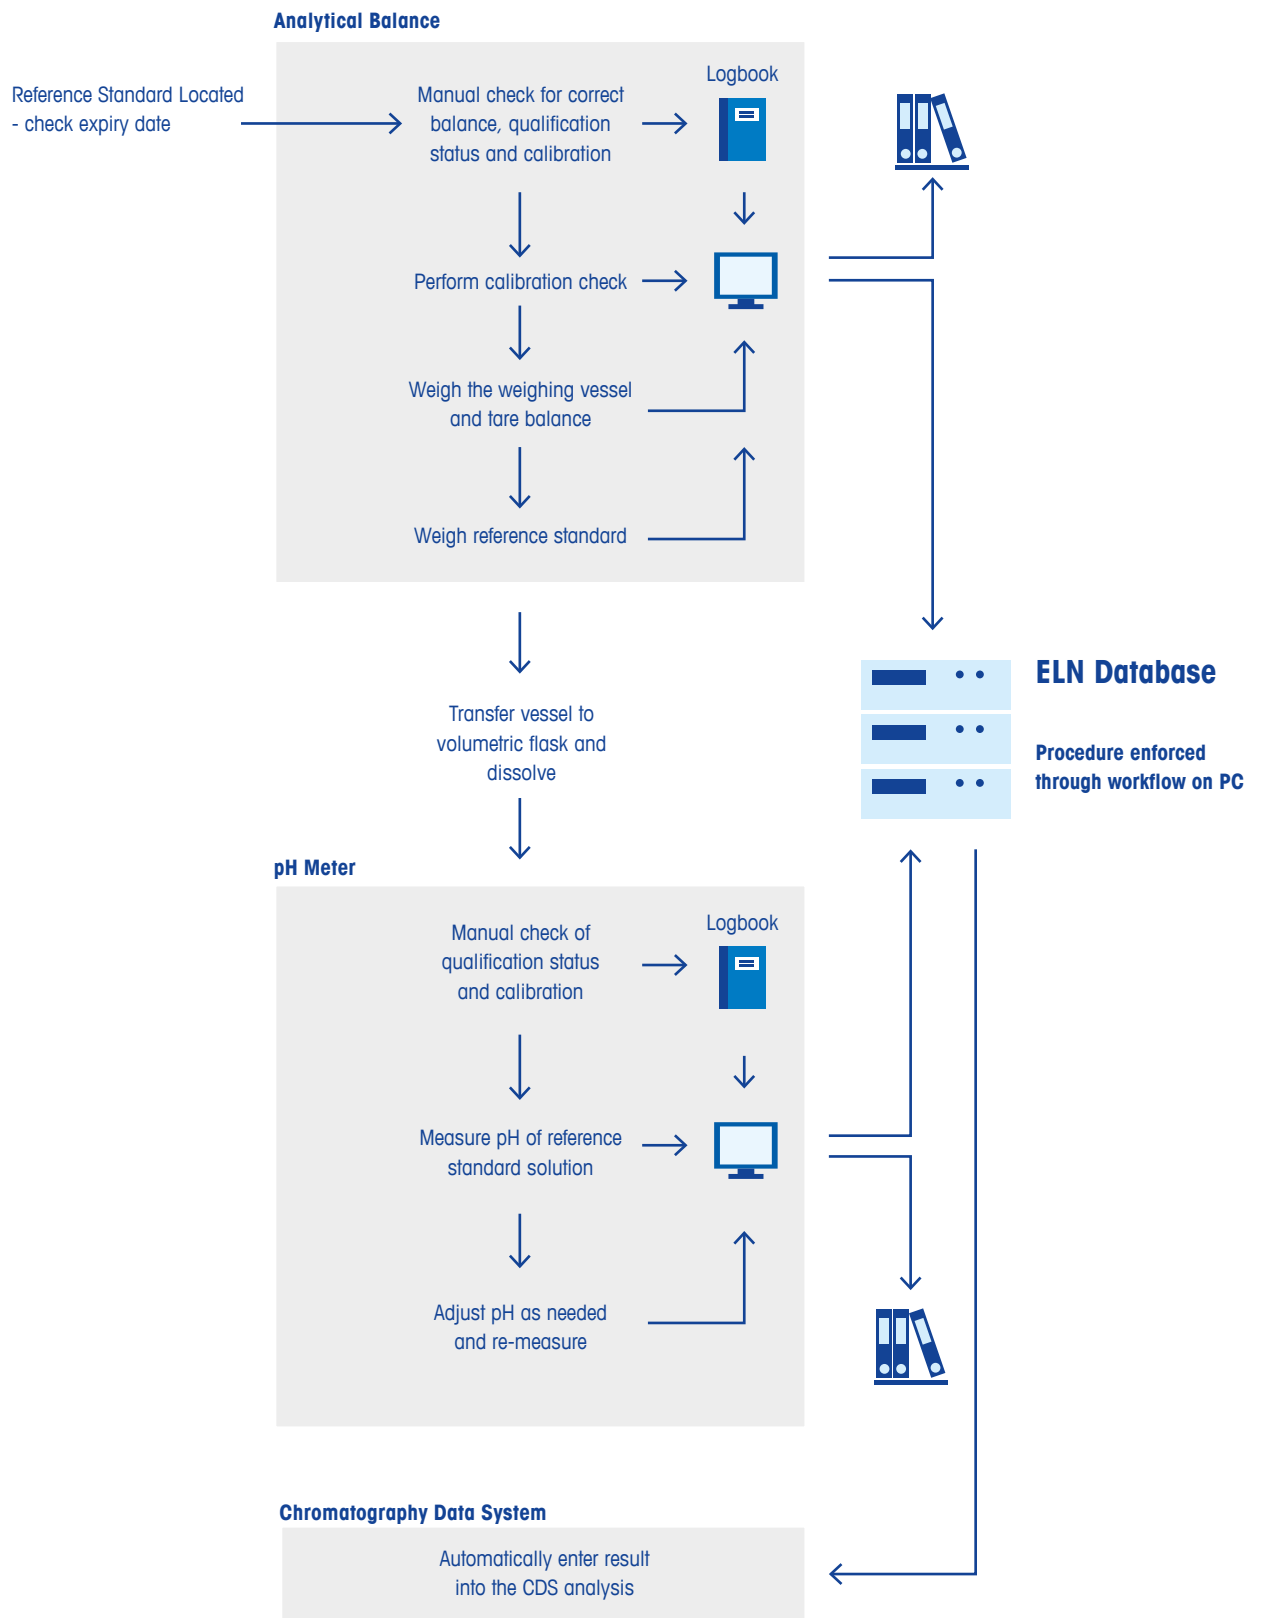 Analytical Balance
Reference Standard Located
- check expiry date
Manual check for correct
balance, qualification
status and calibration
Logbook
Perform calibration check
Weigh the weighing vessel
and tare balance
Weigh reference standard
Transfer vessel to
volumetric flask and
dissolve
ELN Database
Procedure enforced
through workflow on PC
pH Meter
Manual check of
qualification status
and calibration
Logbook
Measure pH of reference
standard solution
Adjust pH as needed
and re-measure
Chromatography Data System
Automatically enter result
into the CDS analysis